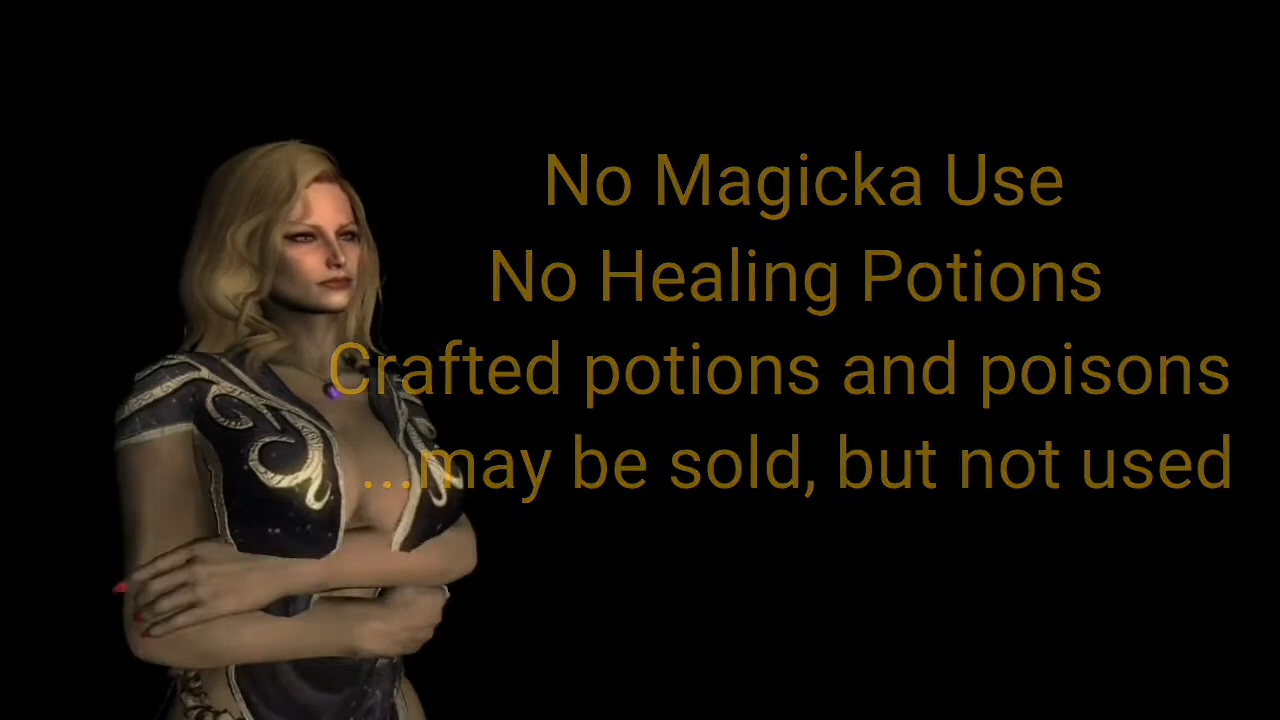 No Magicka Use
No Healing Potions
Crafted potions and poisons
...may be sold, but not used